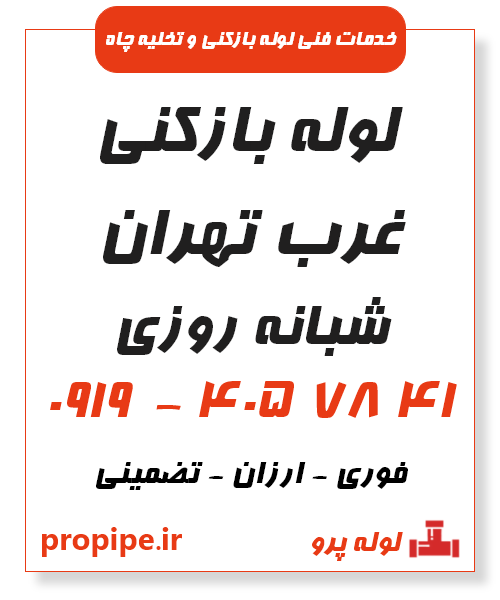 خدمات فنی لوله بازکنی و تخلیه چاه
لوله بازکنی
غرب تهران
شبانه روزی
۰۹۱۹ - ۴۰۵ ۷۸ ۴۱
فوری - ارزان - تضمینی
لوله پرو
propipe.ir